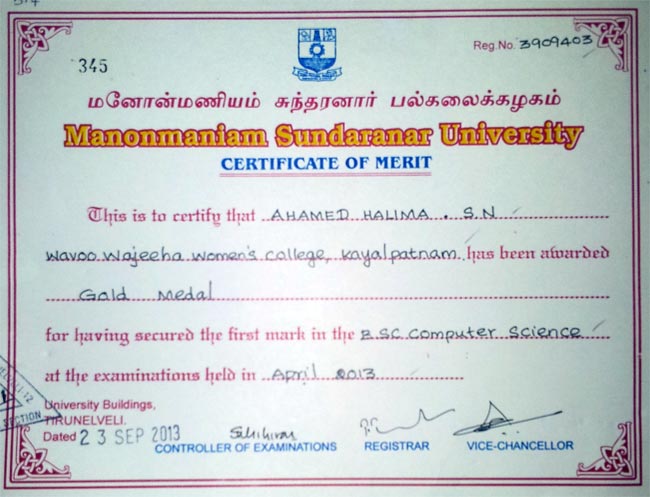 Reg.No. 3909403
345
மனோன்மணியம் சுந்தரனார் பல்கலைக்கழகம்
Manonmaniam Sundaranar University
CERTIFICATE OF MERIT
This is to certify that AHAMED HALIMA . S.N
Wavoo Wajeeha Women's College, Kayalpatnam has been awarded
Gold Medal
for having secured the first mark in the B.SC Computer Science
at the examinations held in April 2013
University Buildings,
TIRUNELVELI.
Dated 23 SEP 2013
CONTROLLER OF EXAMINATIONS REGISTRAR VICE-CHANCELLOR
SECTION